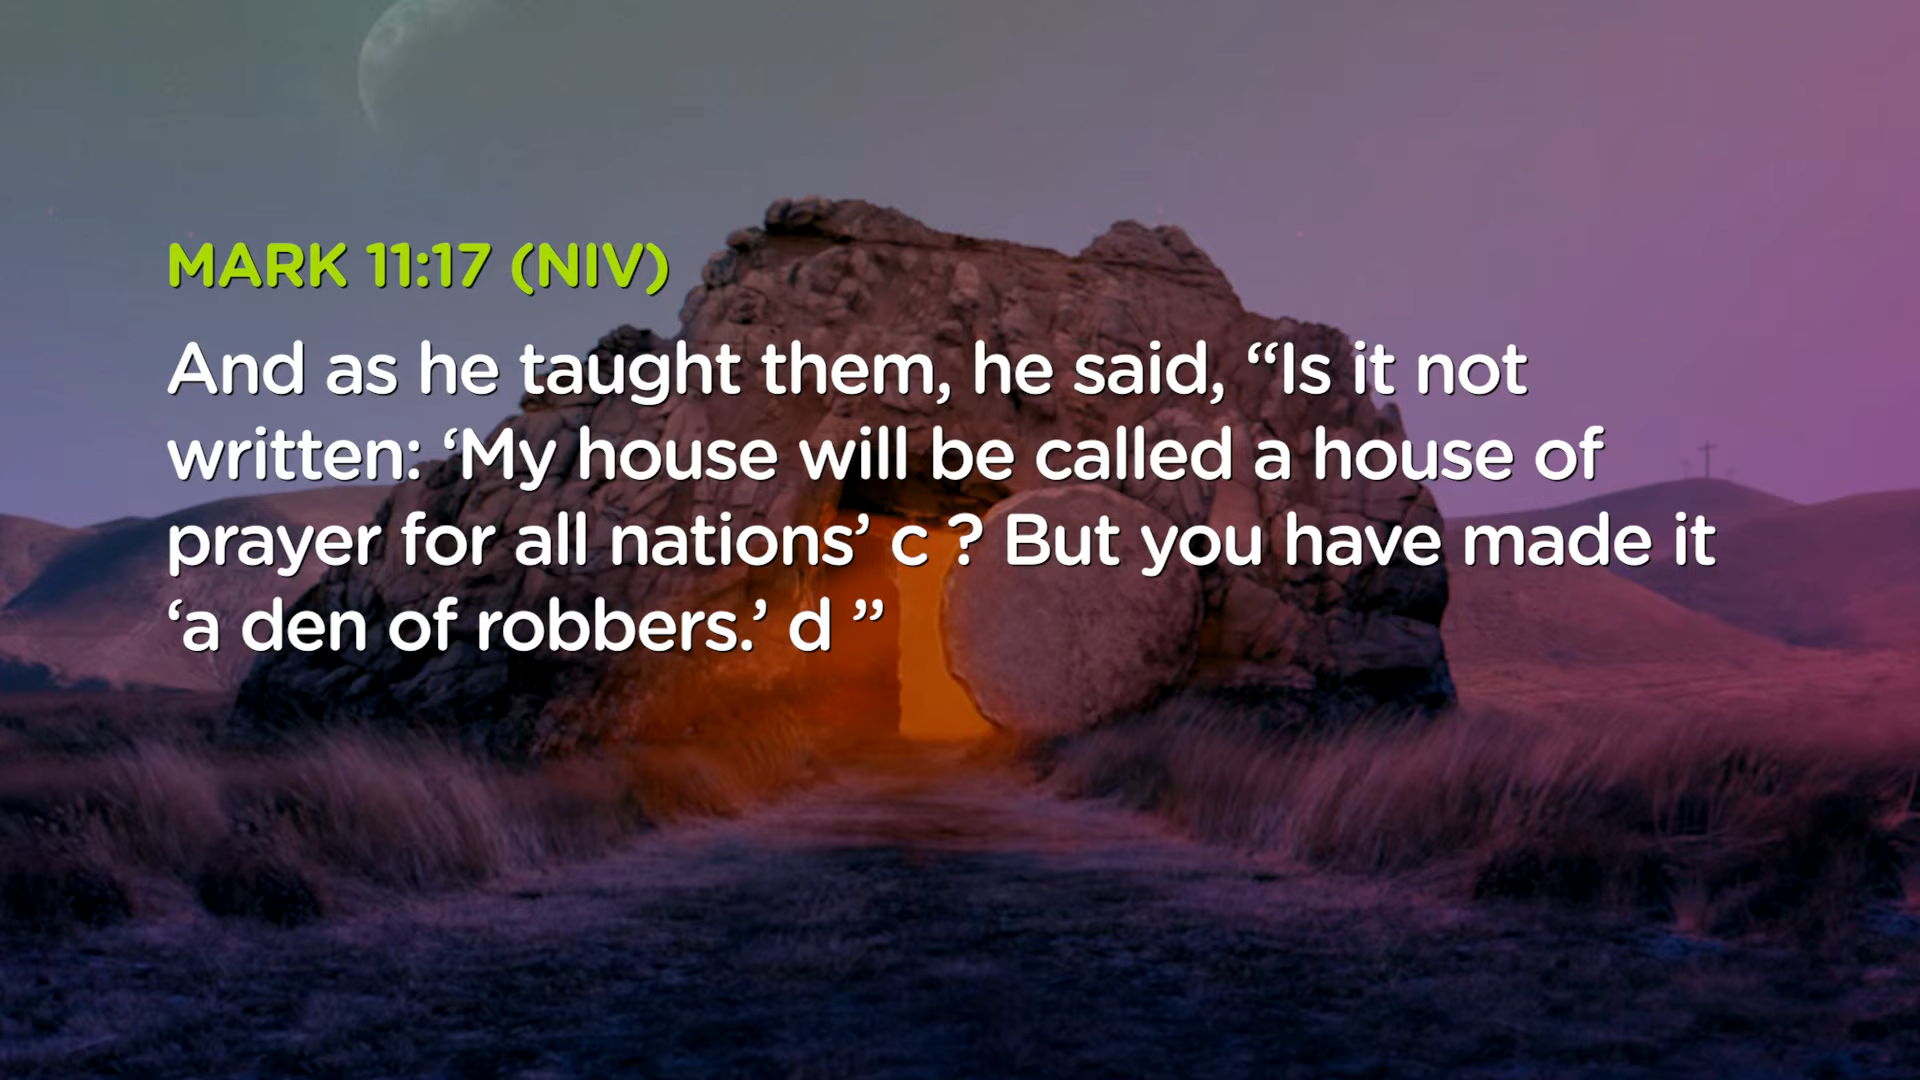 MARK 11:17 (NIV)
And as he taught them, he said, “Is it not
written: ‘My house will be called a house of
prayer for all nations’ c ? But you have made it
‘a den of robbers.’ d ”